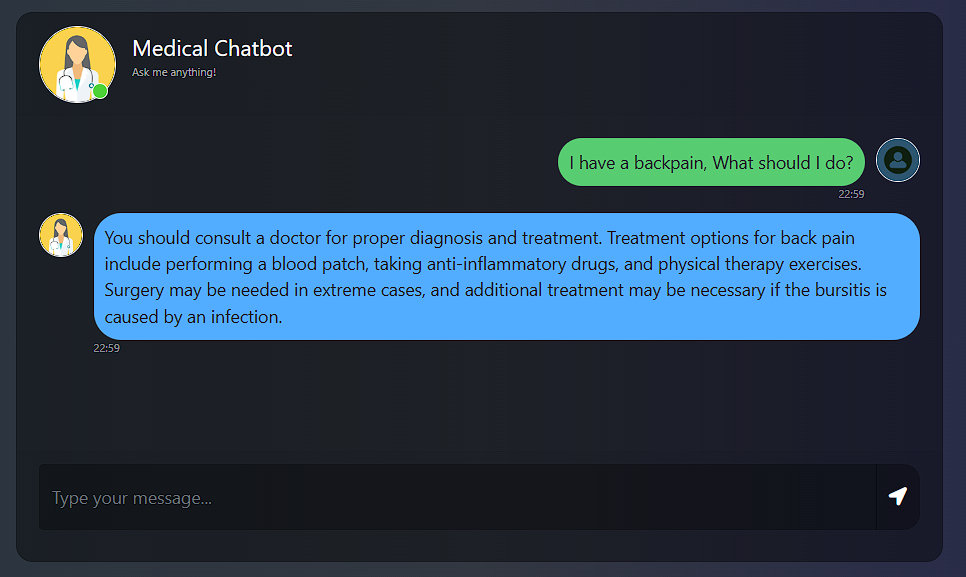 Medical Chatbot
Ask me anything!
I have a backpain, What should I do?
22:59
You should consult a doctor for proper diagnosis and treatment. Treatment options for back pain
include performing a blood patch, taking anti-inflammatory drugs, and physical therapy exercises.
Surgery may be needed in extreme cases, and additional treatment may be necessary if the bursitis is
caused by an infection.
22:59
Type your message...